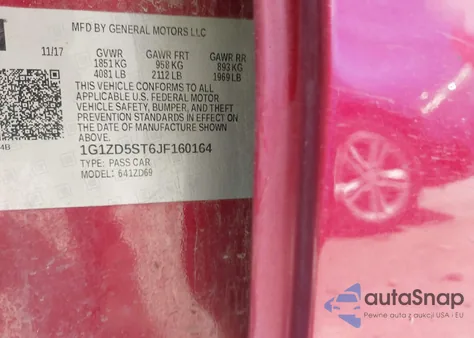 MFD BY GENERAL MOTORS LLC
11/17 GVWR GAWR FRT GAWR RR
1851 KG 958 KG 893 KG
4081 LB 2112 LB 1969 LB
THIS VEHICLE CONFORMS TO ALL
APPLICABLE U.S. FEDERAL MOTOR
VEHICLE SAFETY, BUMPER, AND THEFT
PREVENTION STANDARDS IN EFFECT ON
THE DATE OF MANUFACTURE SHOWN ABOVE.
1G1ZD5ST6JF160164
TYPE: PASS CAR
MODEL: 641ZD69
autoSnap
Pewne auta z aukcji USA i EU